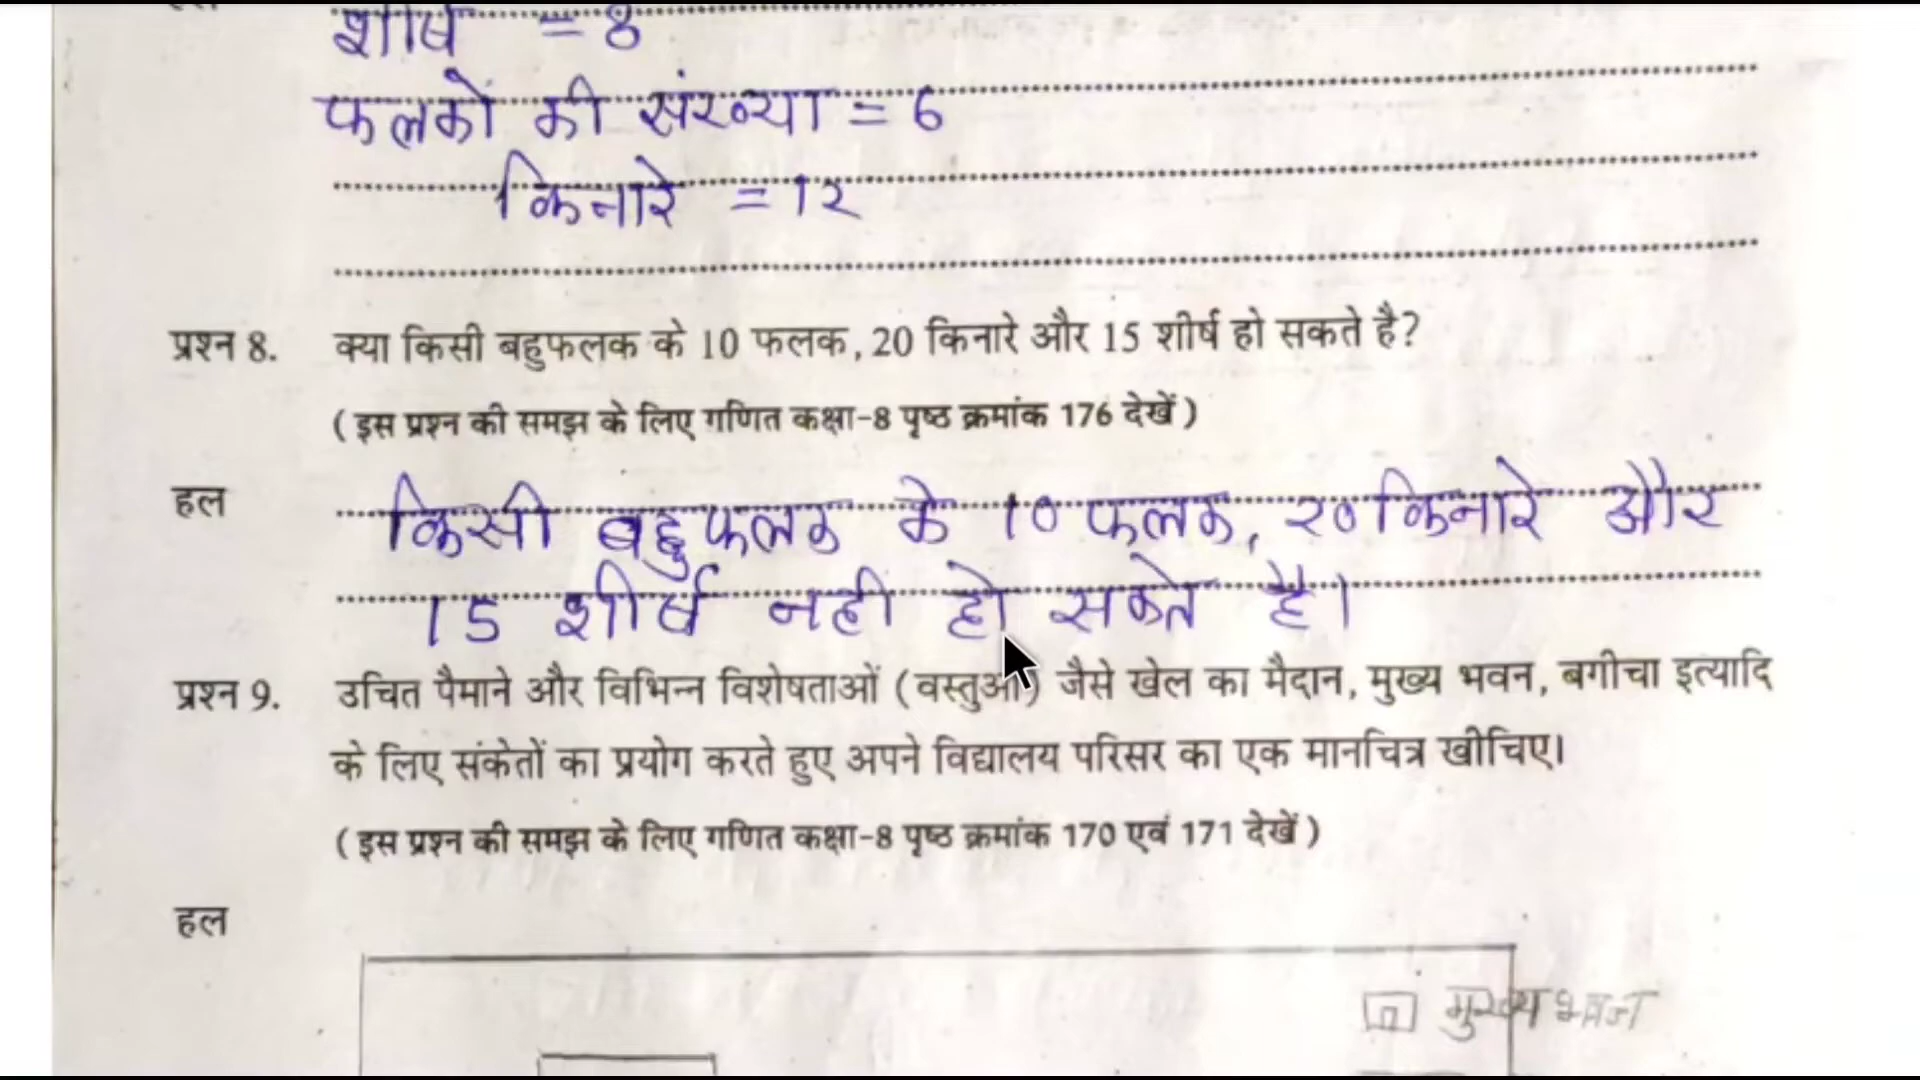 शीर्ष = 8
फलकों की संख्या = 6
किनारे = 12
प्रश्न 8. क्या किसी बहुफलक के 10 फलक, 20 किनारे और 15 शीर्ष हो सकते है?
(इस प्रश्न की समझ के लिए गणित कक्षा-8 पृष्ठ क्रमांक 176 देखें)
हल किसी बहुफलक के 10 फलक, 20 किनारे और
15 शीर्ष नही हो सकते है।
प्रश्न 9. उचित पैमाने और विभिन्न विशेषताओं (वस्तुओं) जैसे खेल का मैदान, मुख्य भवन, बगीचा इत्यादि
के लिए संकेतों का प्रयोग करते हुए अपने विद्यालय परिसर का एक मानचित्र खीचिए।
(इस प्रश्न की समझ के लिए गणित कक्षा-8 पृष्ठ क्रमांक 170 एवं 171 देखें)
हल
मुख्य भवन